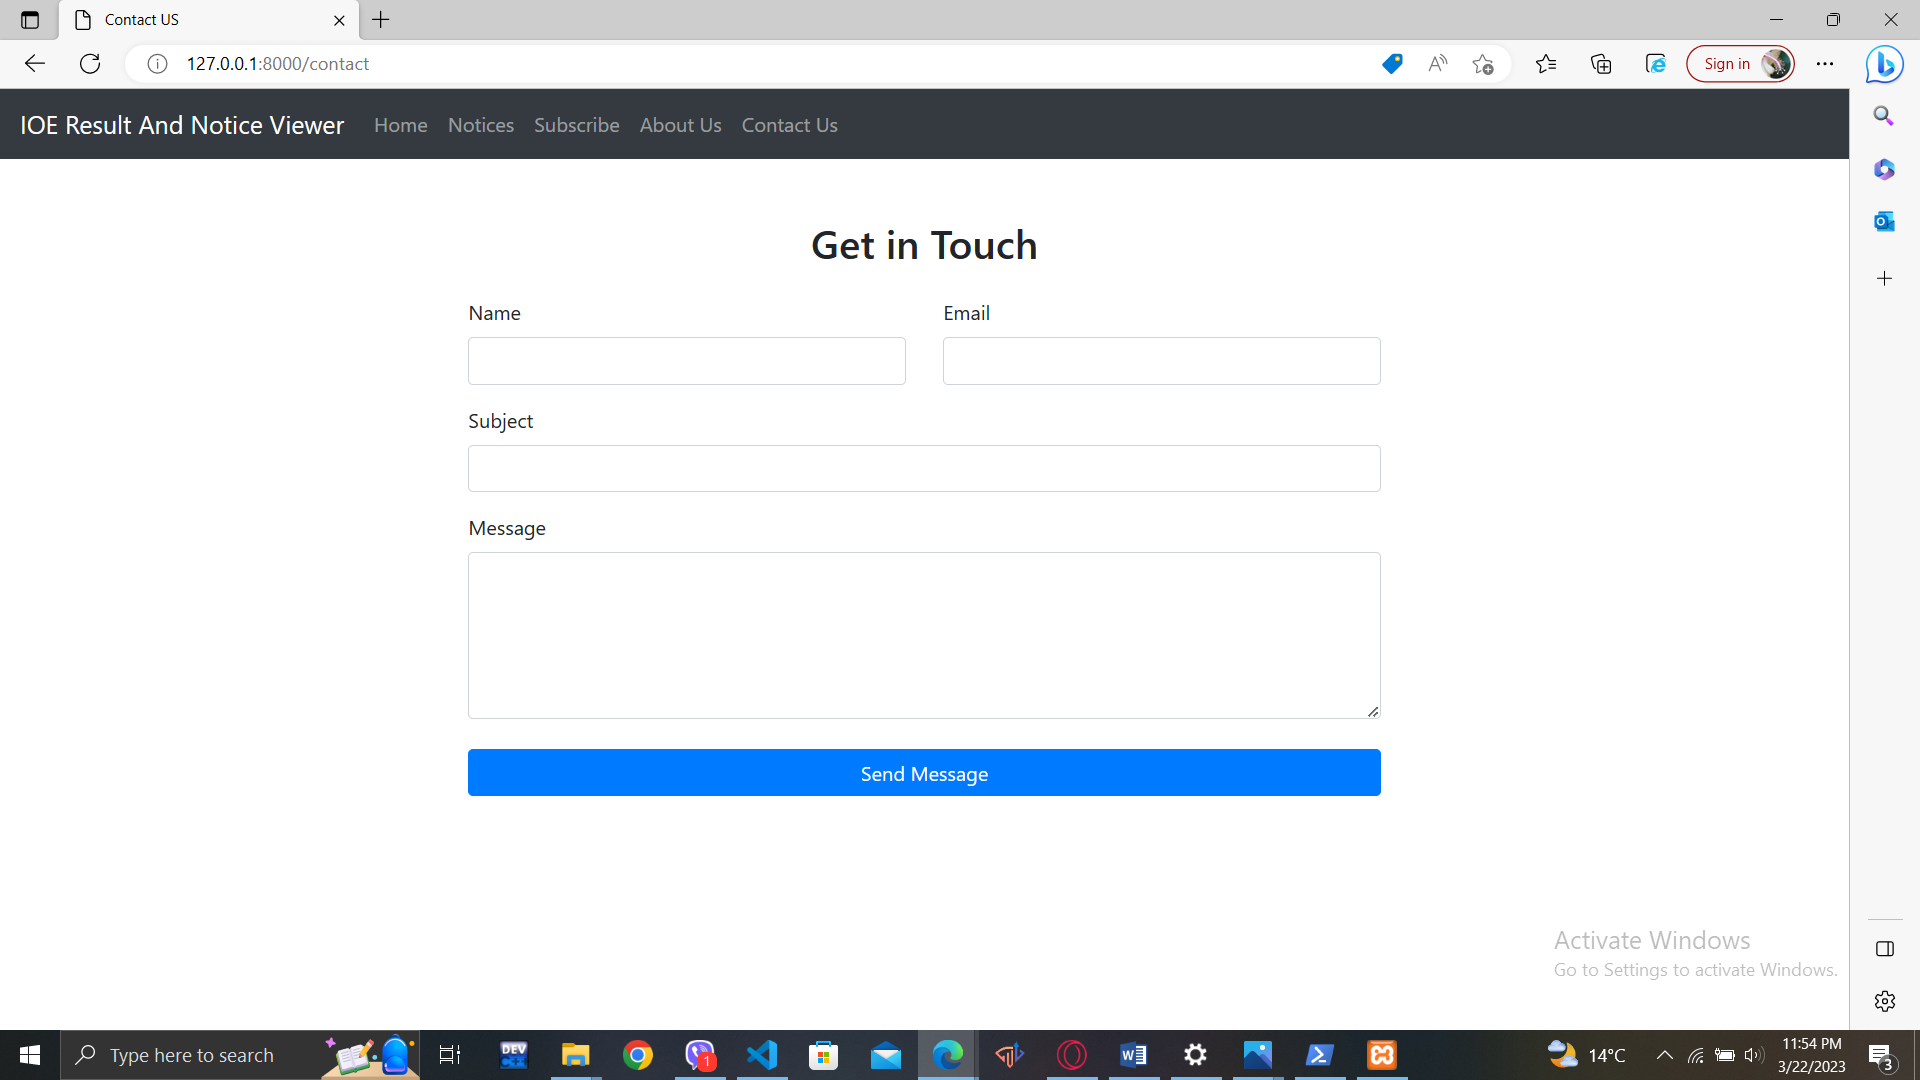 Contact US
127.0.0.1:8000/contact
Sign in
IOE Result And Notice Viewer Home Notices Subscribe About Us Contact Us
Get in Touch
Name Email
Subject
Message
Send Message
Activate Windows
Go to Settings to activate Windows.
Type here to search
DEV
1
14°C
11:54 PM
3/22/2023
3